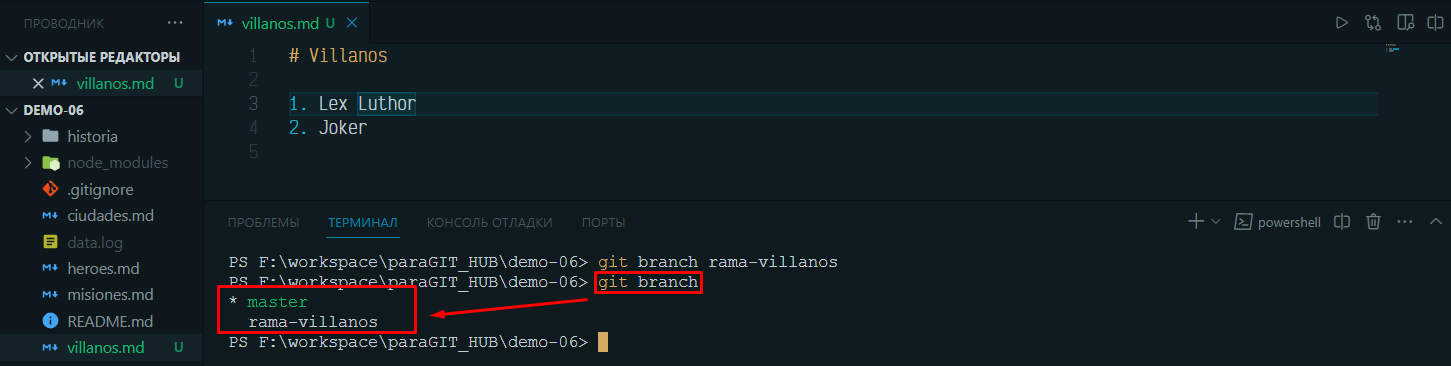 ПРОВОДНИК ···
ОТКРЫТЫЕ РЕДАКТОРЫ
villanos.md U
DEMO-06
historia
node_modules
.gitignore
ciudades.md
data.log
heroes.md
misiones.md
README.md
villanos.md U
villanos.md U
1 # Villanos
2
3 1. Lex Luthor
4 2. Joker
5
ПРОБЛЕМЫ ТЕРМИНАЛ КОНСОЛЬ ОТЛАДКИ ПОРТЫ
powershell
PS F:\workspace\paraGIT_HUB\demo-06> git branch rama-villanos
PS F:\workspace\paraGIT_HUB\demo-06> git branch
* master
rama-villanos
PS F:\workspace\paraGIT_HUB\demo-06>